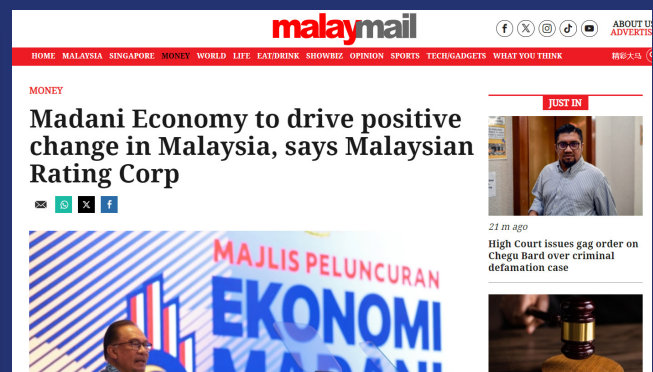 malaymail
ABOUT US
ADVERTIS
HOME MALAYSIA SINGAPORE MONEY WORLD LIFE EAT/DRINK SHOWBIZ OPINION SPORTS TECH/GADGETS WHAT YOU THINK 精彩大马
MONEY
Madani Economy to drive positive
change in Malaysia, says Malaysian
Rating Corp
MAJLIS PELUNCURAN
EKONOMI
MADANI
JUST IN
21 m ago
High Court issues gag order on
Chegu Bard over criminal
defamation case